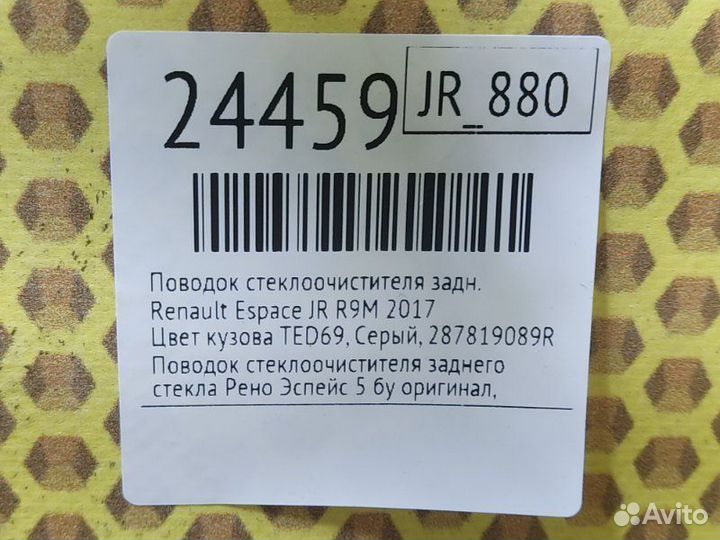 24459
JR_880
Поводок стеклоочистителя задн.
Renault Espace JR R9M 2017
Цвет кузова TED69, Серый, 287819089R
Поводок стеклоочистителя заднего
стекла Рено Эспейс 5 бу оригинал,
Avito